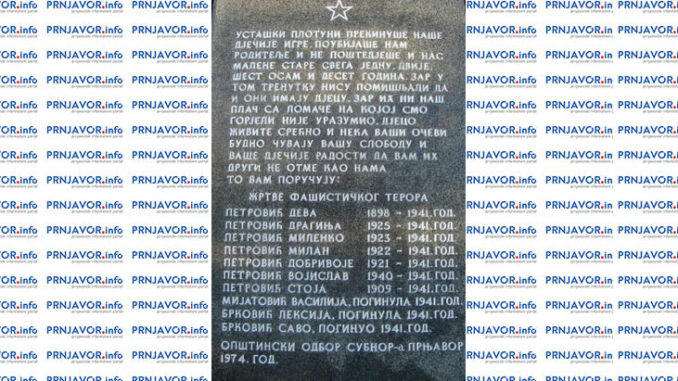 УСТАШКИ ПЛОТУНИ ПРЕКИНУШЕ НАШЕ
ДЈЕЧИЈЕ ИГРЕ. ПОУБИЈАШЕ НАМ
РОДИТЕЉЕ И НЕ ПОШТЕДЈЕШЕ И НАС
МАЛЕНЕ СТАРЕ СВЕГА ЈЕДНУ ДВИЈЕ,
ШЕСТ ОСАМ И ДЕСЕТ ГОДИНА. ЗАР У
ТОМ ТРЕНУТКУ НИСУ ПОМИШЉАЛИ ДА
И ОНИ ИМАЈУ ДЈЕЦУ, ЗАР ИХ НИ НАШ
ПЛАЧ СА ПОМАЧЕ НА КОЈОЈ СМО
ГОРЈЕЛИ НИЈЕ УРАЗУМИО. ДЈЕЦО
ЖИВИТЕ СРЕЋНО И НЕКА ВАШИ ОЧЕВИ
БУДНО ЧУВАЈУ ВАШУ СЛОБОДУ И
ВАШЕ ДЈЕЧИЈЕ РАДОСТИ ДА ВАМ ИХ
ДРУГИ НЕ ОТМЕ КАО НАМА
ТО ВАМ ПОРУЧУЈУ:
ЖРТВЕ ФАШИСТИЧКОГ ТЕРОРА
ПЕТРОВИЋ ДЕВА 1898 - 1941. ГОД.
ПЕТРОВИЋ ДРАГИЊА 1925 - 1941. ГОД.
ПЕТРОВИЋ МИЛЕНКО 1923 - 1941. ГОД.
ПЕТРОВИЋ МИЛАН 1922 - 1941. ГОД.
ПЕТРОВИЋ ДОБРИВОЈЕ 1921 - 1941. ГОД.
ПЕТРОВИЋ ВОЈИСЛАВ 1940 - 1941. ГОД.
ПЕТРОВИЋ СТОЈА 1909 - 1941. ГОД.
МИЈАТОВИЋ ВАСИЛИЈА, ПОГИНУЛА 1941. ГОД.
БРКОВИЋ ЛЕКСИЈА, ПОГИНУЛА 1941. ГОД.
БРКОВИЋ САВО, ПОГИНУО 1941. ГОД.
ОПШТИНСКИ ОДБОР СУБНОР-а ПРЊАВОР
1974. ГОД.
PRNJAVOR.info